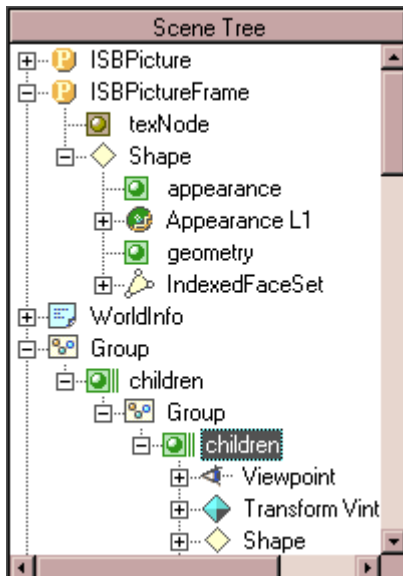 Scene Tree
ISBPicture
ISBPictureFrame
texNode
Shape
appearance
Appearance L1
geometry
IndexedFaceSet
WorldInfo
Group
children
Group
children
Viewpoint
Transform Vint
Shape